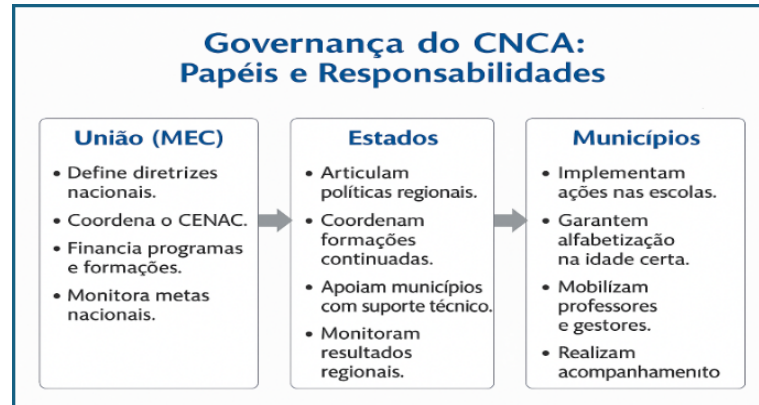 Governança do CNCA:
Papéis e Responsabilidades
União (MEC)
• Define diretrizes
nacionais.
• Coordena o CENAC.
• Financia programas
e formações.
• Monitora metas
nacionais.
Estados
• Articulam
políticas regionais.
• Coordenam
formações
continuadas.
• Apoiam municípios
com suporte técnico.
• Monitoram
resultados
regionais.
Municípios
• Implementam
ações nas escolas.
• Garantem
alfabetização
na idade certa.
• Mobilízam
professores
e gestores.
• Realizam
acompanhamıto